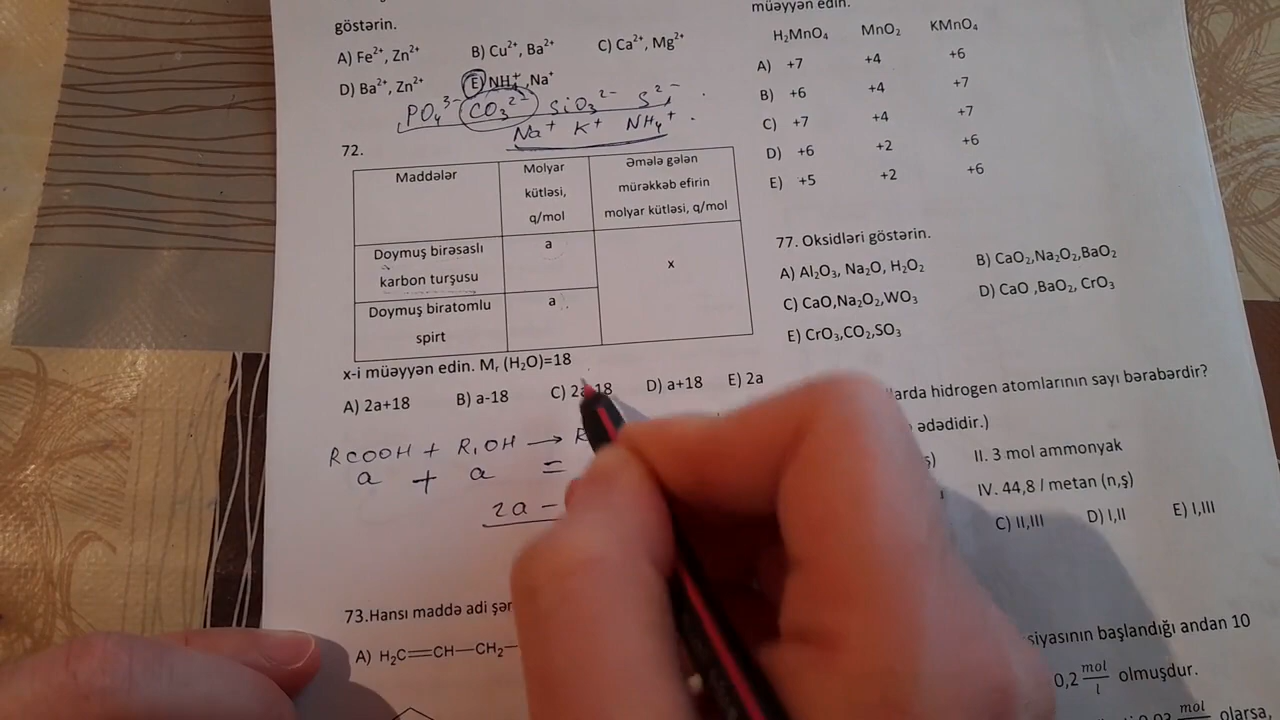 göstərin.
A) Fe²⁺, Zn²⁺ B) Cu²⁺, Ba²⁺ C) Ca²⁺, Mg²⁺
D) Ba²⁺, Zn²⁺ E) NH₄⁺ ,Na⁺
PO₄³⁻ CO₃²⁻ SiO₃²⁻ S²⁻ .
Na⁺ K⁺ NH₄⁺ .
72.
Maddələr
Molyar kütləsi, q/mol
Əmələ gələn mürəkkəb efirin molyar kütləsi, q/mol
Doymuş birəsaslı karbon turşusu
a
x
Doymuş biratomlu spirt
a
x-i müəyyən edin. Mᵣ (H₂O)=18
A) 2a+18 B) a-18 C) 2a-18 D) a+18 E) 2a
RCOOH + R₁OH → R
a + a =
2a -
73.Hansı maddə adi şər
A) H₂C=CH—CH₂—
müəyyən edin.
H₂MnO₄ MnO₂ KMnO₄
A) +7 +4 +6
B) +6 +4 +7
C) +7 +4 +7
D) +6 +2 +6
E) +5 +2 +6
77. Oksidləri göstərin.
A) Al₂O₃, Na₂O, H₂O₂ B) CaO₂,Na₂O₂,BaO₂
C) CaO,Na₂O₂,WO₃ D) CaO ,BaO₂, CrO₃
E) CrO₃,CO₂,SO₃
larda hidrogen atomlarının sayı bərabərdir?
ədədidir.)
ş) II. 3 mol ammonyak
IV. 44,8 l metan (n,ş)
C) II,III D) I,II E) I,III
siyasının başlandığı andan 10
0,2 mol/l olmuşdur.
mol/l olarsa,